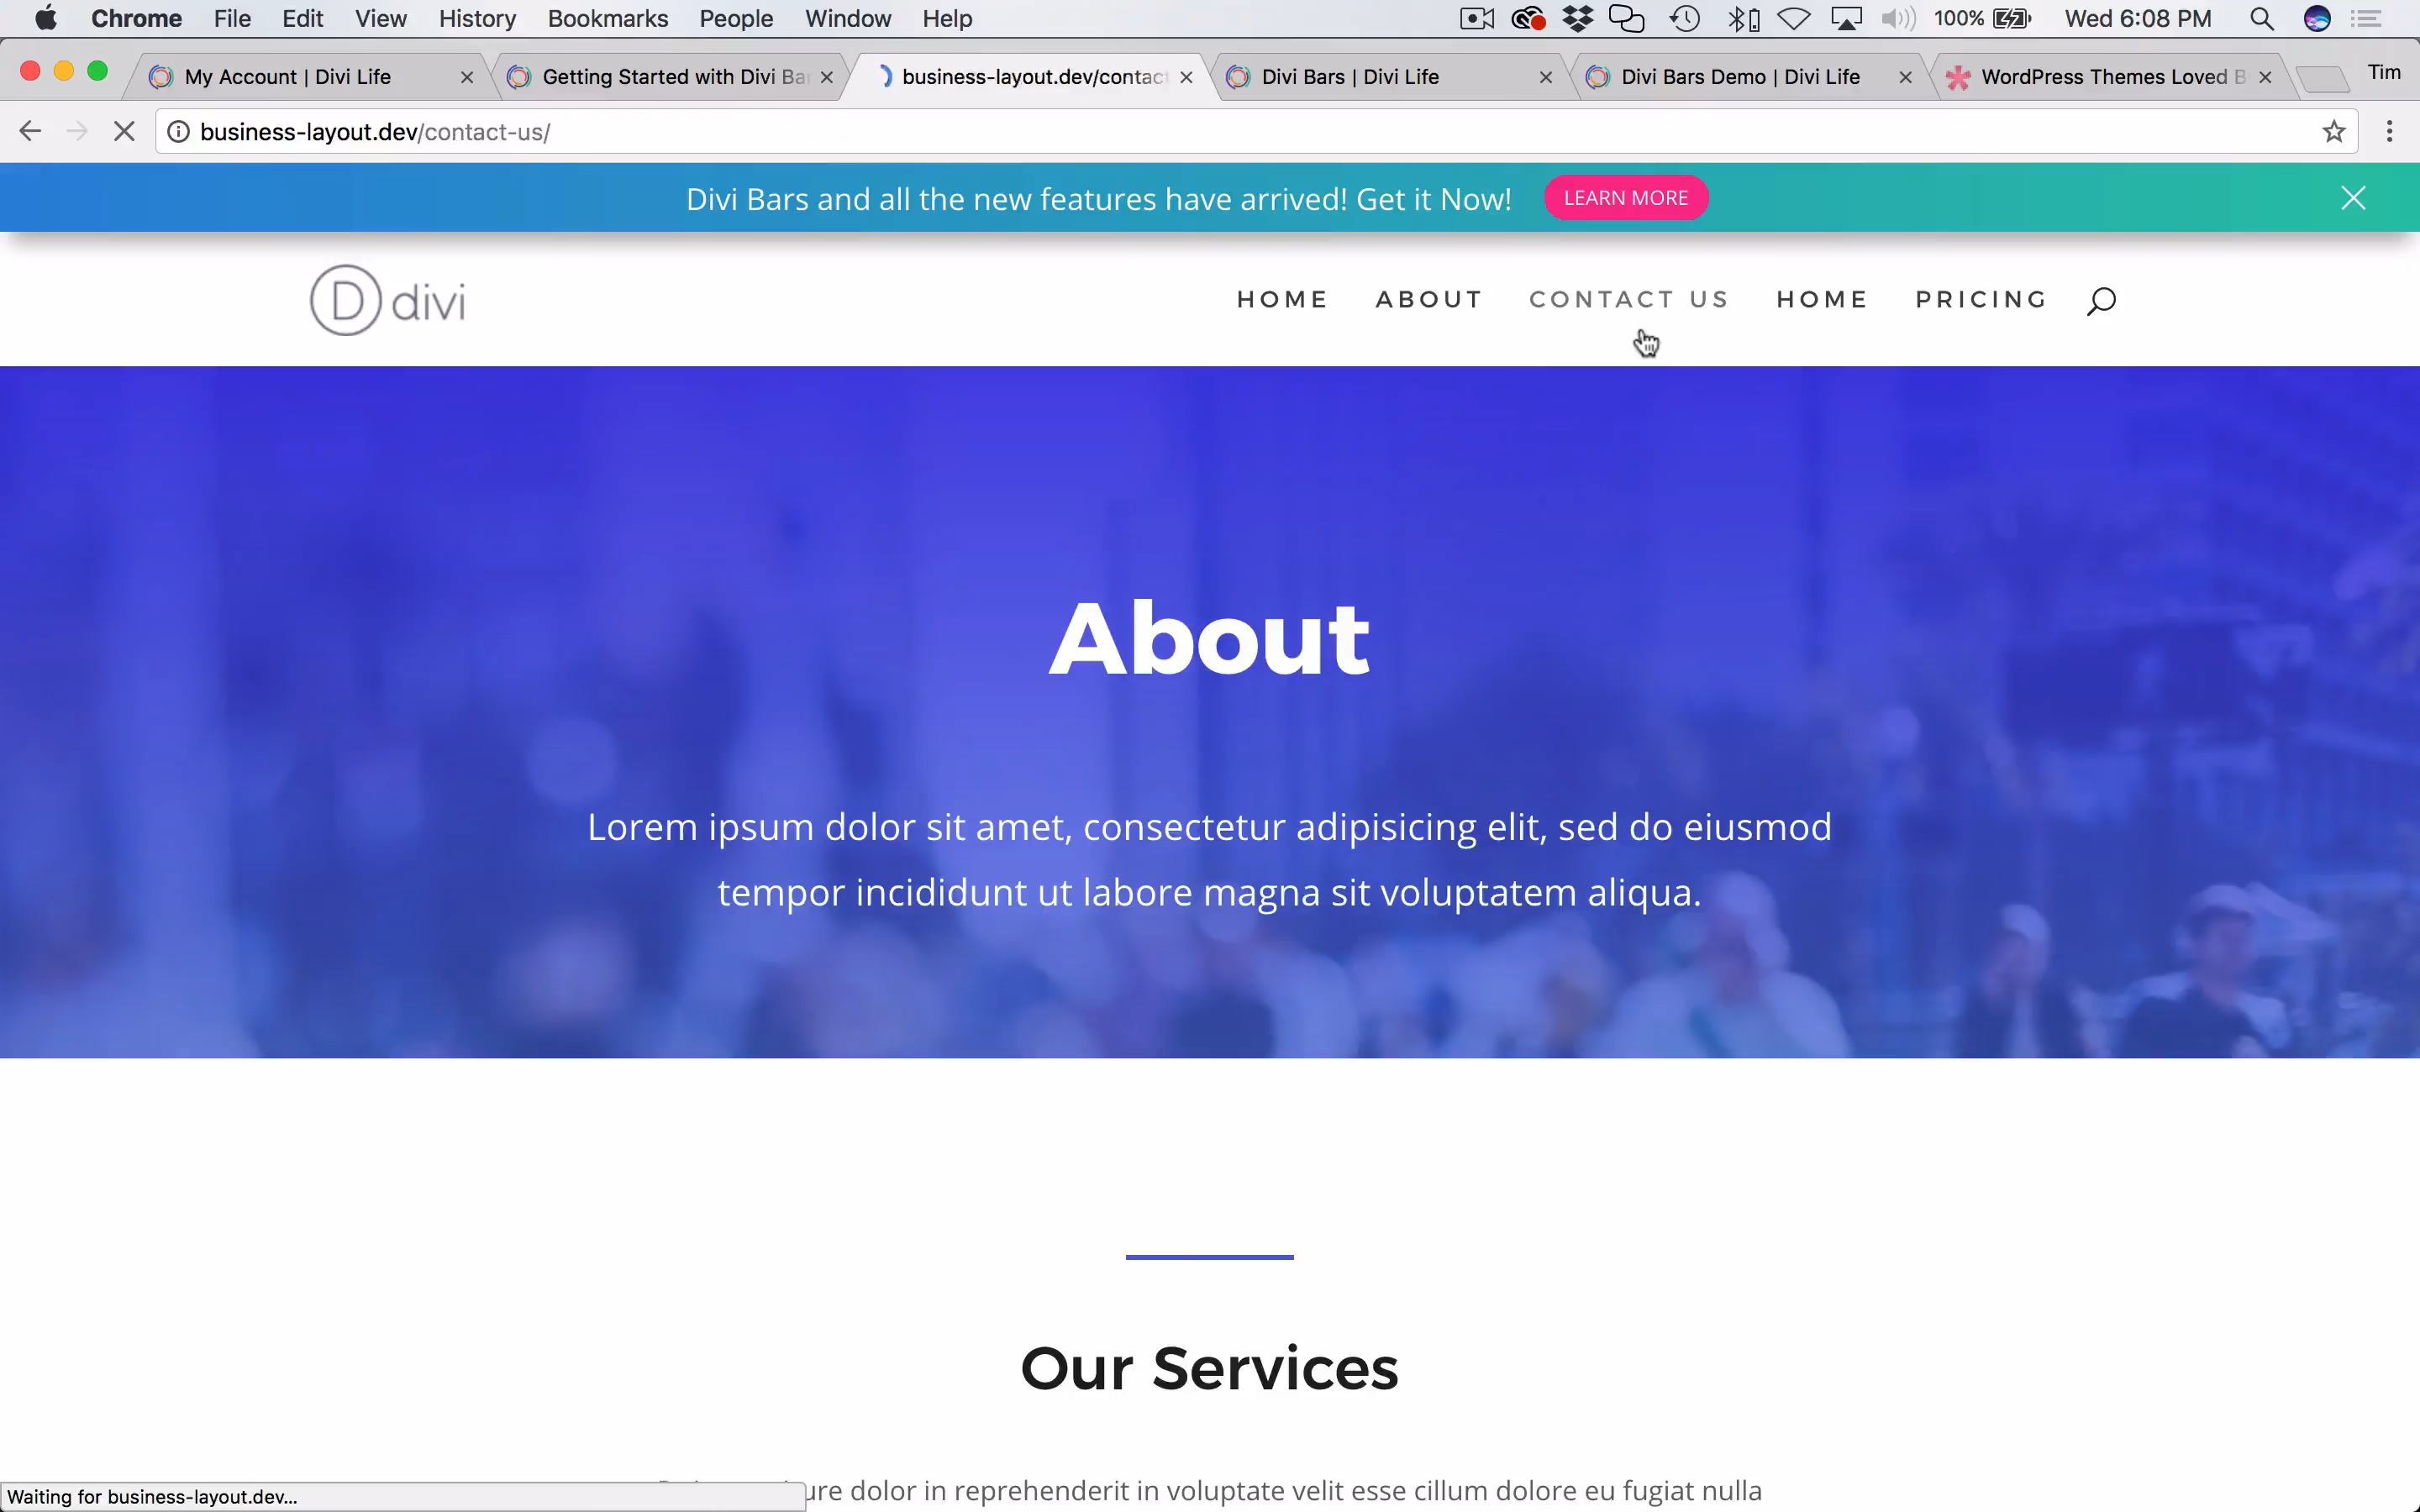 Chrome File Edit View History Bookmarks People Window Help 100% Wed 6:08 PM
My Account | Divi Life Getting Started with Divi Ba business-layout.dev/contac Divi Bars | Divi Life Divi Bars Demo | Divi Life WordPress Themes Loved B Tim
business-layout.dev/contact-us/
Divi Bars and all the new features have arrived! Get it Now! LEARN MORE
D divi HOME ABOUT CONTACT US HOME PRICING
About
Lorem ipsum dolor sit amet, consectetur adipisicing elit, sed do eiusmod
tempor incididunt ut labore magna sit voluptatem aliqua.
Our Services
ure dolor in reprehenderit in voluptate velit esse cillum dolore eu fugiat nulla
Waiting for business-layout.dev...